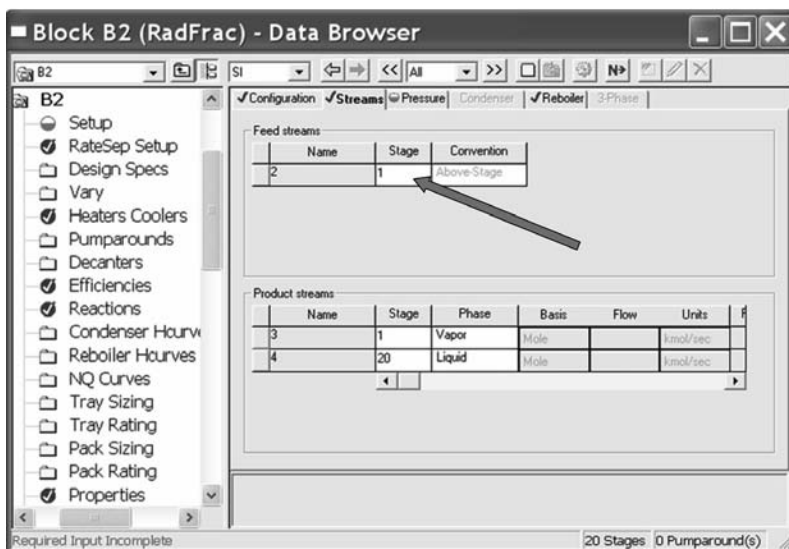 Block B2 (RadFrac) - Data Browser
B2 SI << All >> N
Configuration Streams Pressure Condenser Reboiler 3-Phase
B2
Setup
RateSep Setup
Design Specs
Vary
Heaters Coolers
Pumparounds
Decanters
Efficiencies
Reactions
Condenser Hcurve
Reboiler Hcurves
NQ Curves
Tray Sizing
Tray Rating
Pack Sizing
Pack Rating
Properties
Feed streams
Name Stage Convention
2 1 Above-Stage
Product streams
Name Stage Phase Basis Flow Units F
3 1 Vapor Mole kmol/sec
4 20 Liquid Mole kmol/sec
Required Input Incomplete 20 Stages 0 Pumparound(s)